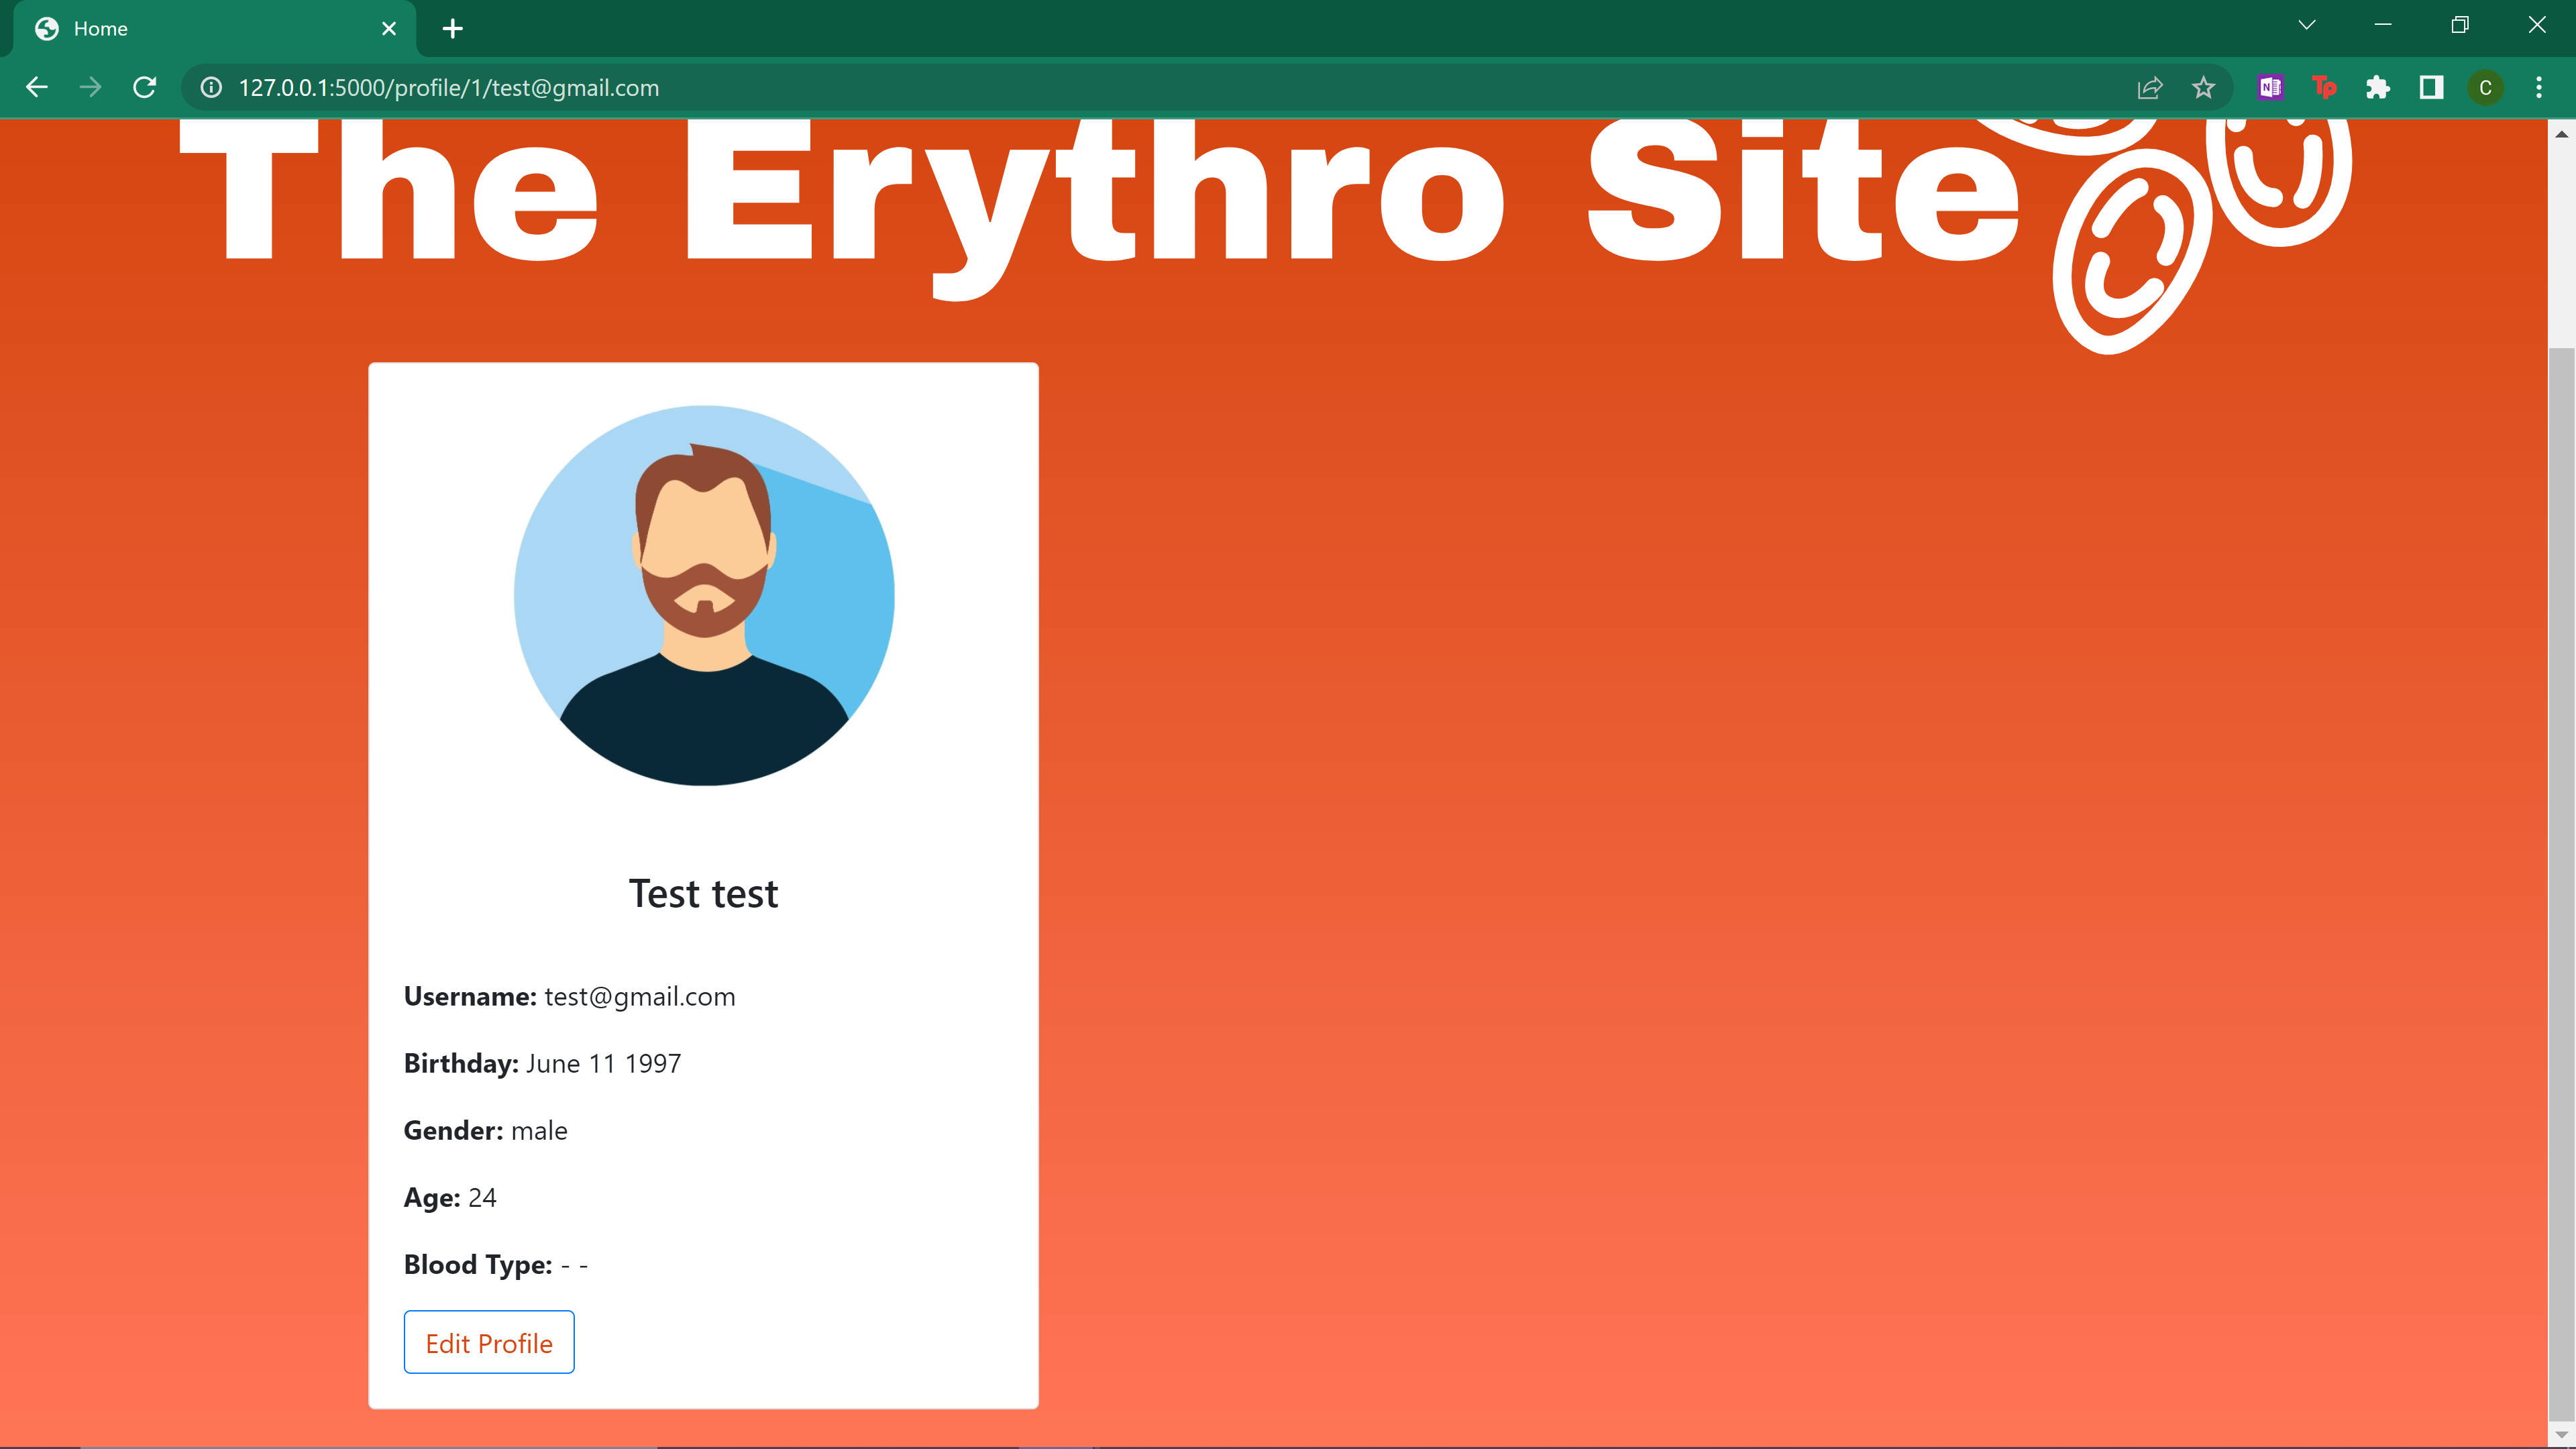 Home
127.0.0.1:5000/profile/1/test@gmail.com
N
Tp
C
The Erythro Site
Test test
Username: test@gmail.com
Birthday: June 11 1997
Gender: male
Age: 24
Blood Type: - -
Edit Profile